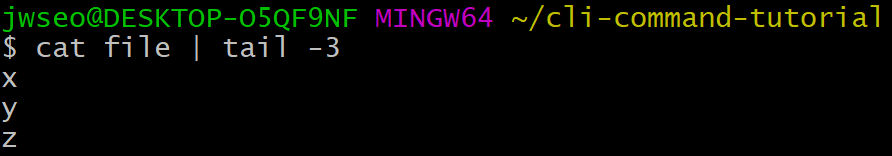 jwseo@DESKTOP-O5QF9NF MINGW64 ~/cli-command-tutorial
$ cat file | tail -3
x
y
z